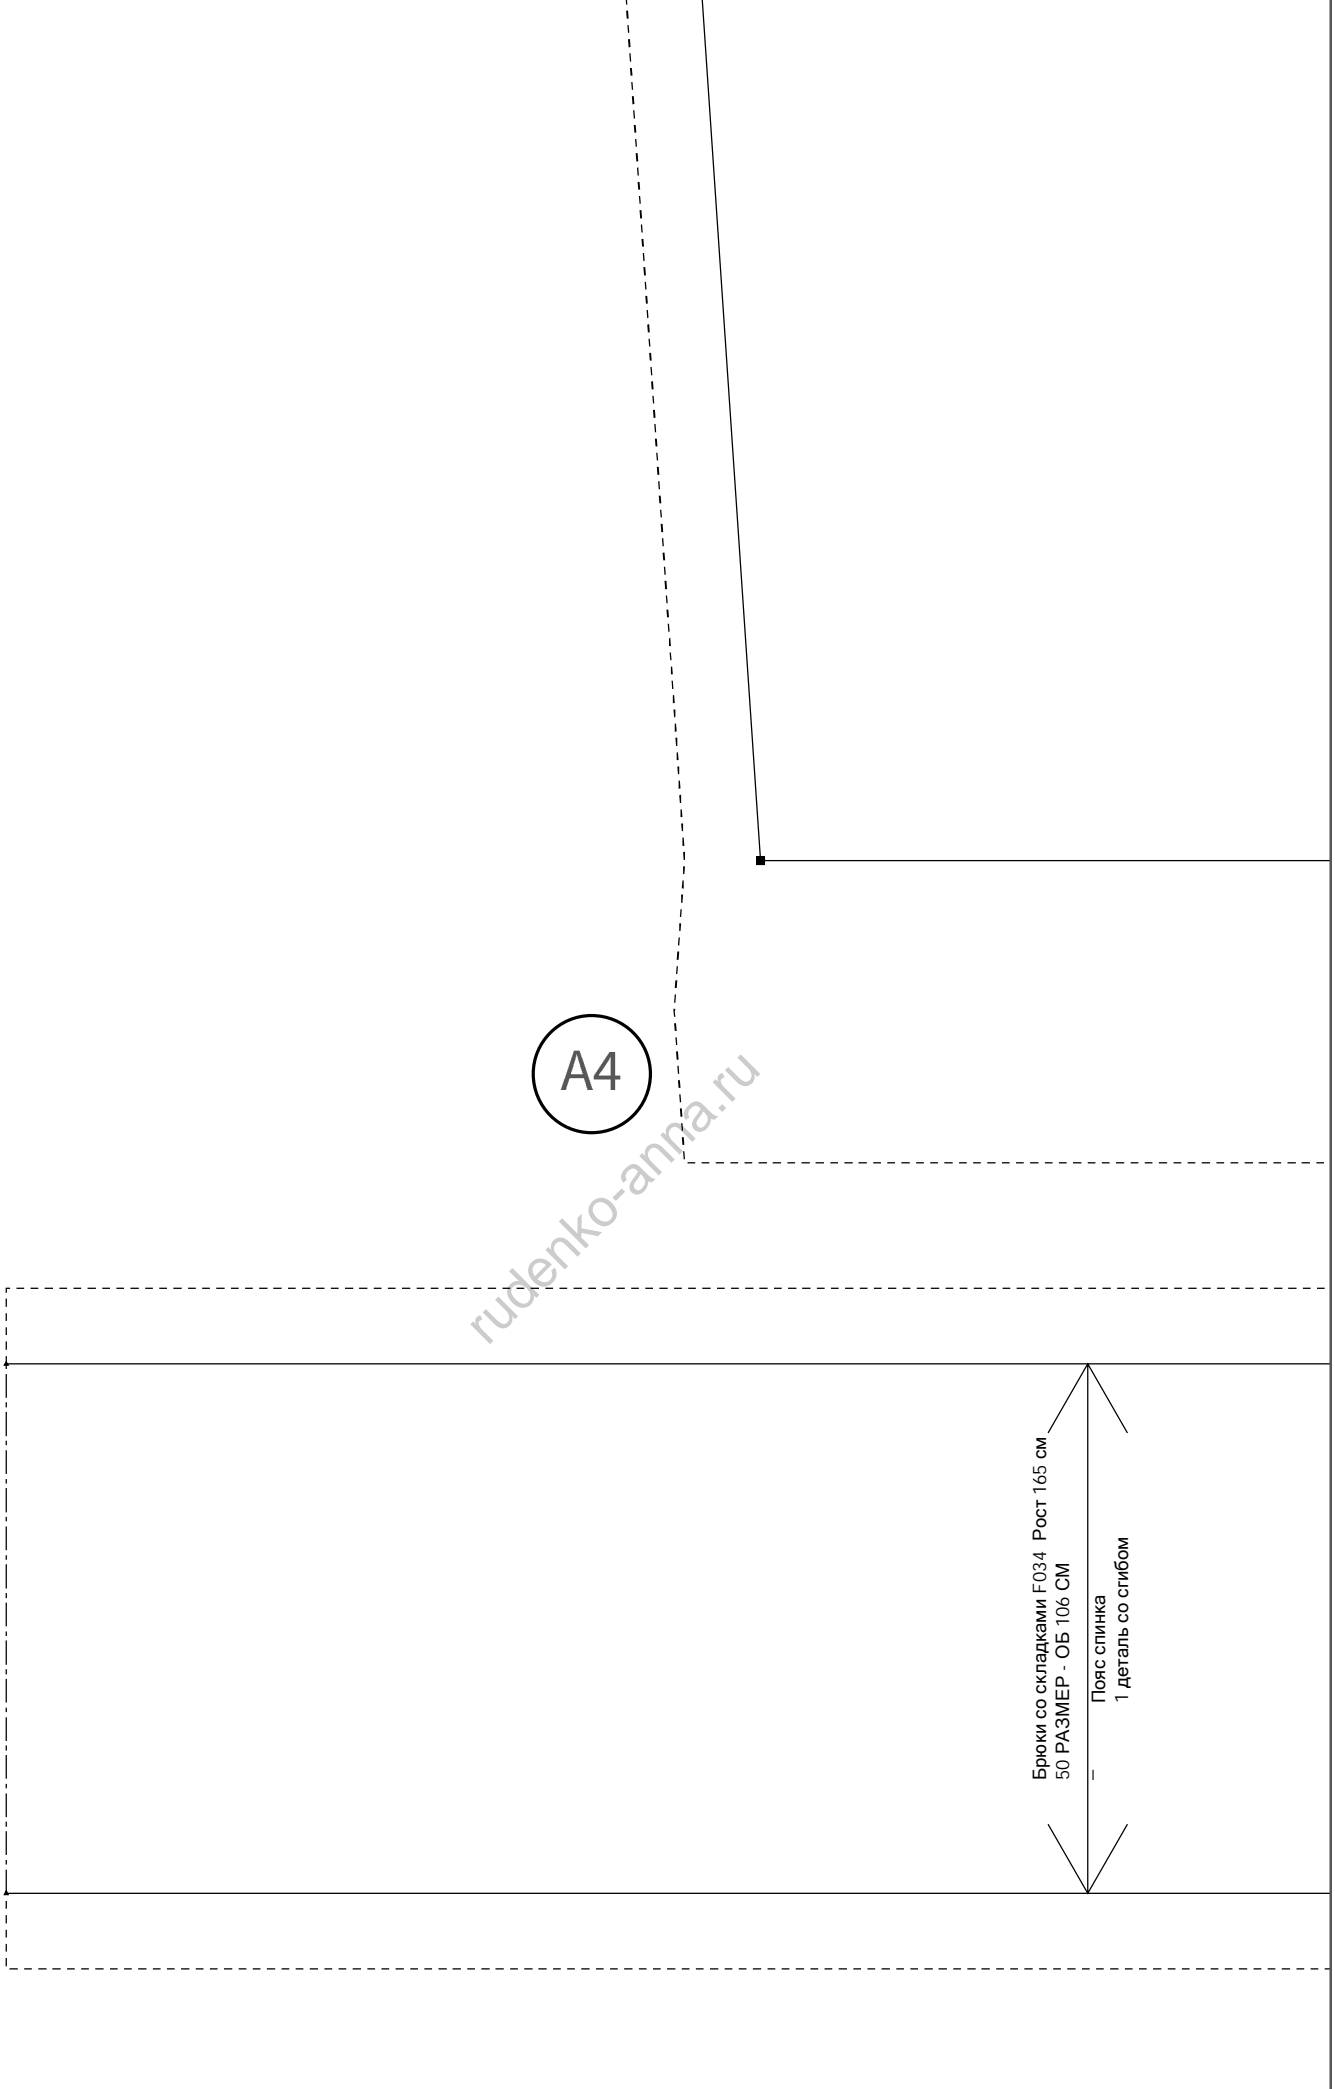 A4
rudenko-anna.ru
Брюки со складками F034 Рост 165 см
50 РАЗМЕР - ОБ 106 СМ
Пояс спинка
1 деталь со сгибом